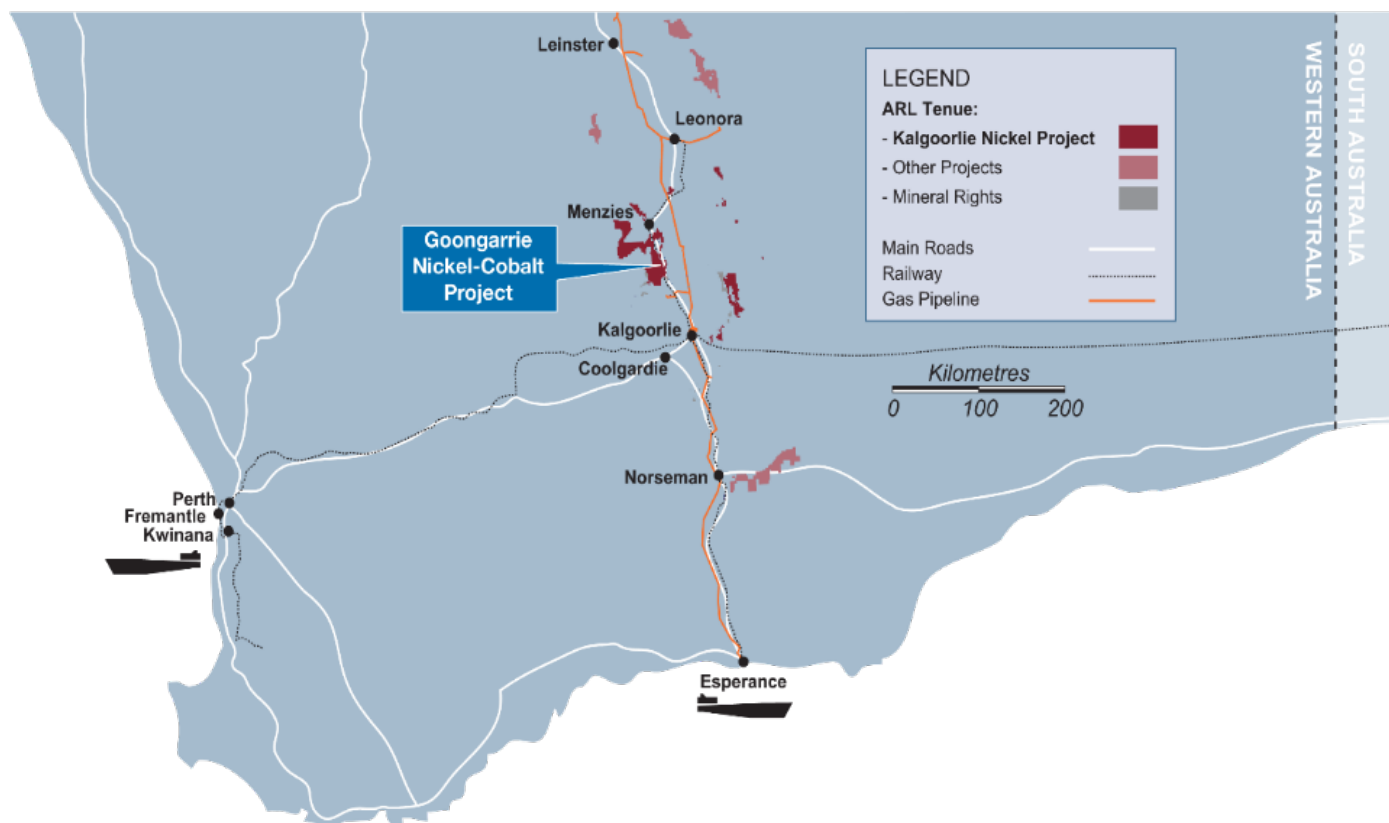 Leinster
Leonora
Menzies
Goongarrie
Nickel-Cobalt
Project
Kalgoorlie
Coolgardie
Norseman
Perth
Fremantle
Kwinana
Esperance
LEGEND
ARL Tenue:
- Kalgoorlie Nickel Project
- Other Projects
- Mineral Rights
Main Roads
Railway
Gas Pipeline
Kilometres
0 100 200
WESTERN AUSTRALIA
SOUTH AUSTRALIA